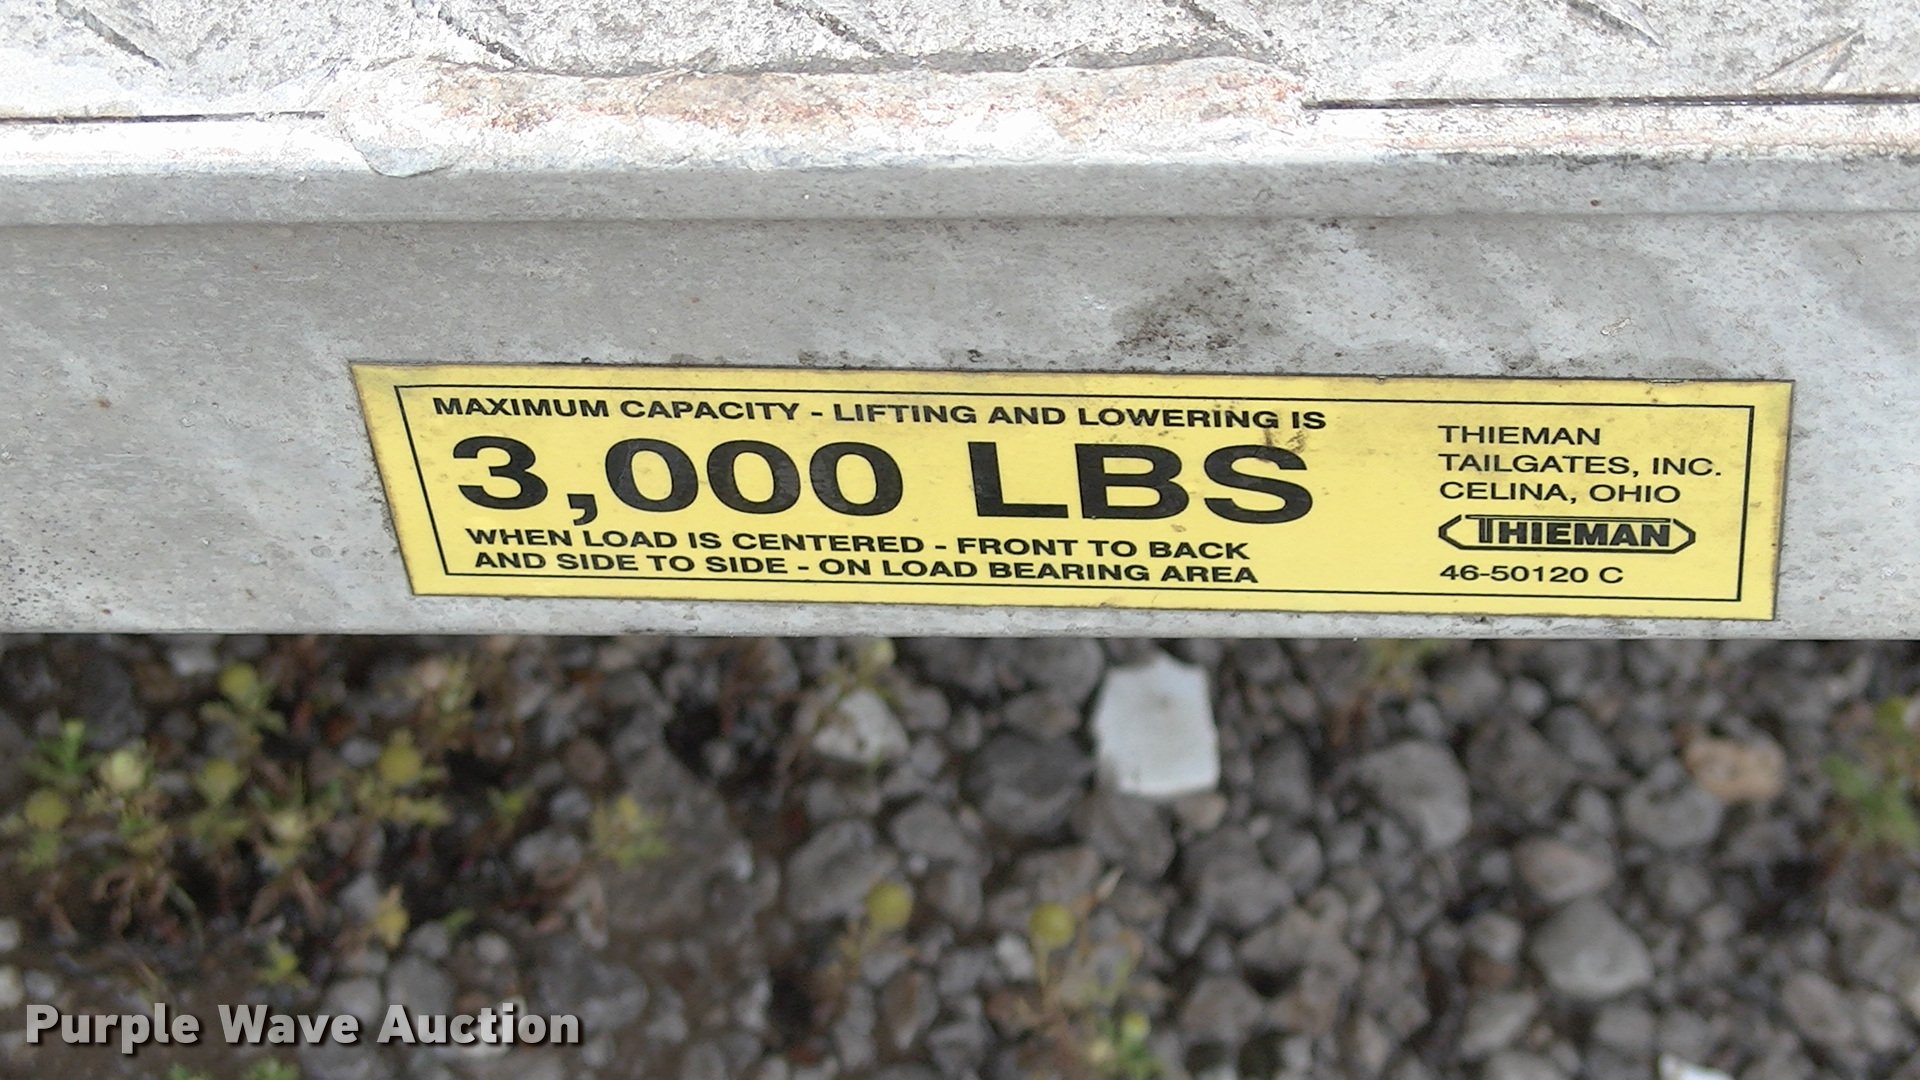 MAXIMUM CAPACITY - LIFTING AND LOWERING IS
3,000 LBS
WHEN LOAD IS CENTERED - FRONT TO BACK
AND SIDE TO SIDE - ON LOAD BEARING AREA
THIEMAN
TAILGATES, INC.
CELINA, OHIO
THIEMAN
46-50120 C
Purple Wave Auction